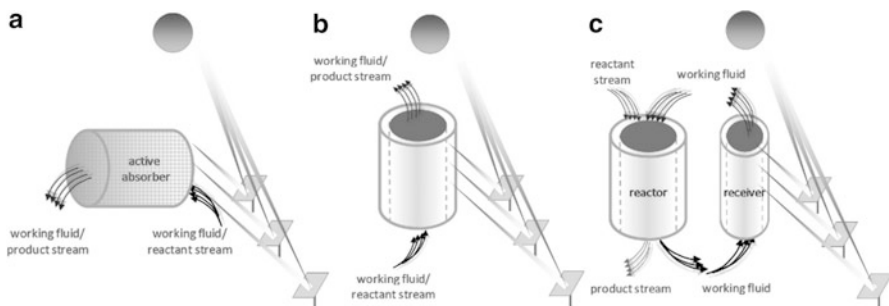 a
active
absorber
working fluid/
product stream
working fluid/
reactant stream
b
working fluid/
product stream
working fluid/
reactant stream
c
reactant
stream
working fluid
reactor
receiver
product stream
working fluid